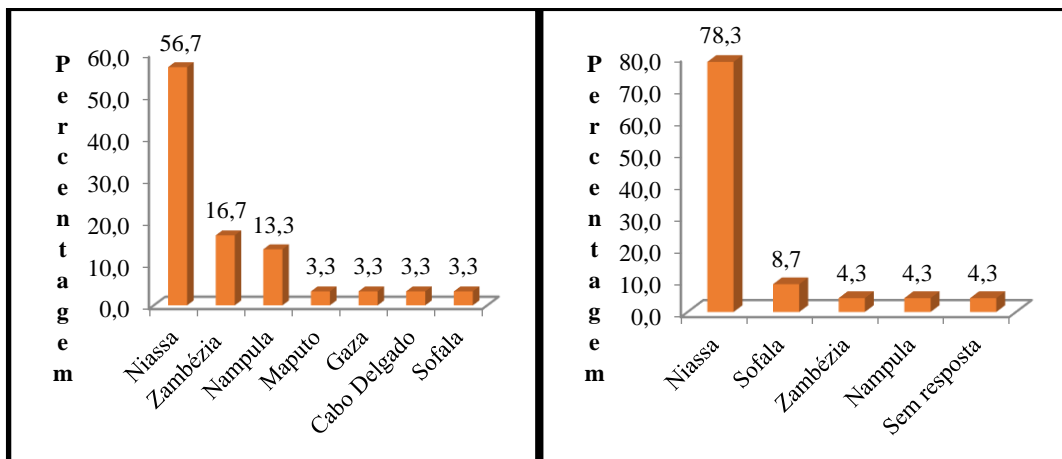 Percentagem
60,0
50,0
40,0
30,0
20,0
10,0
0,0
56,7
16,7
13,3
3,3
3,3
3,3
3,3
Niassa
Zambézia
Nampula
Maputo
Gaza
Cabo Delgado
Sofala
Percentagem
80,0
70,0
60,0
50,0
40,0
30,0
20,0
10,0
0,0
78,3
8,7
4,3
4,3
4,3
Niassa
Sofala
Zambézia
Nampula
Sem resposta